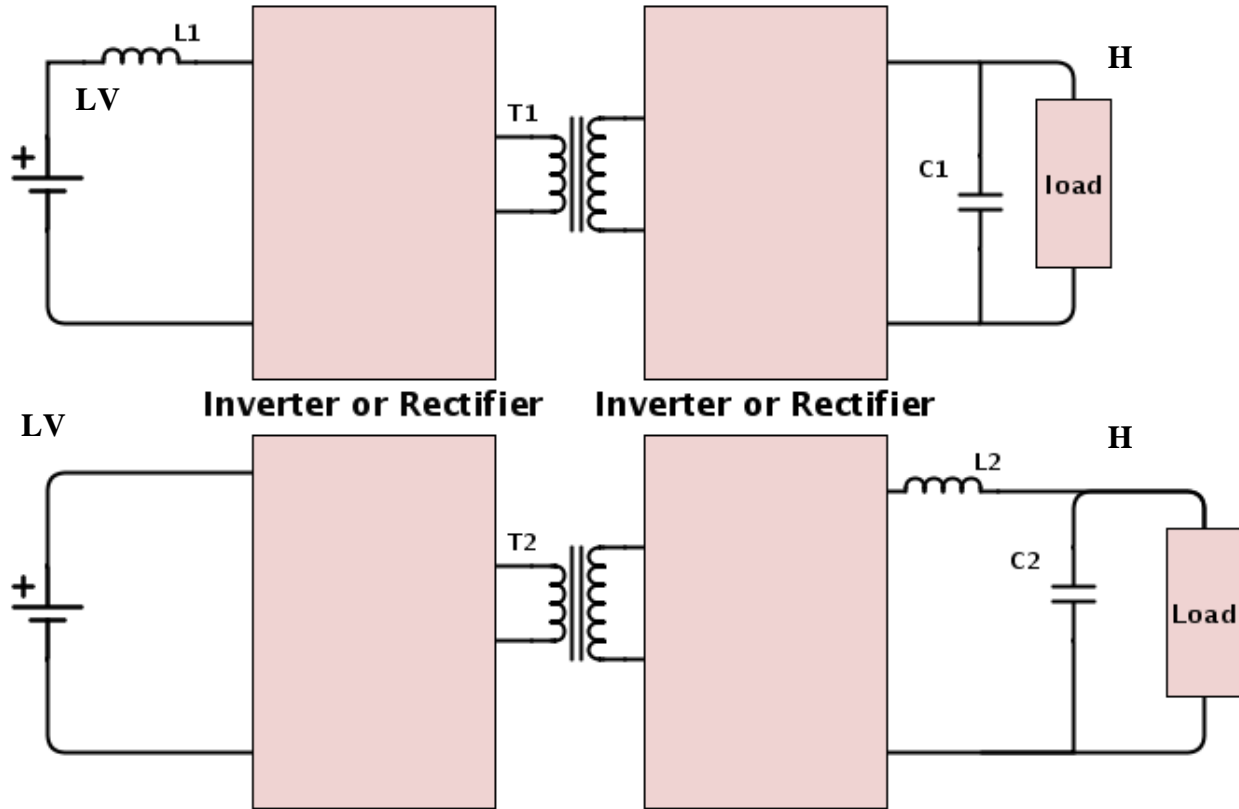 L1
H
LV
T1
+
C1
load
Inverter or Rectifier Inverter or Rectifier
LV
H
L2
T2
C2
+
Load